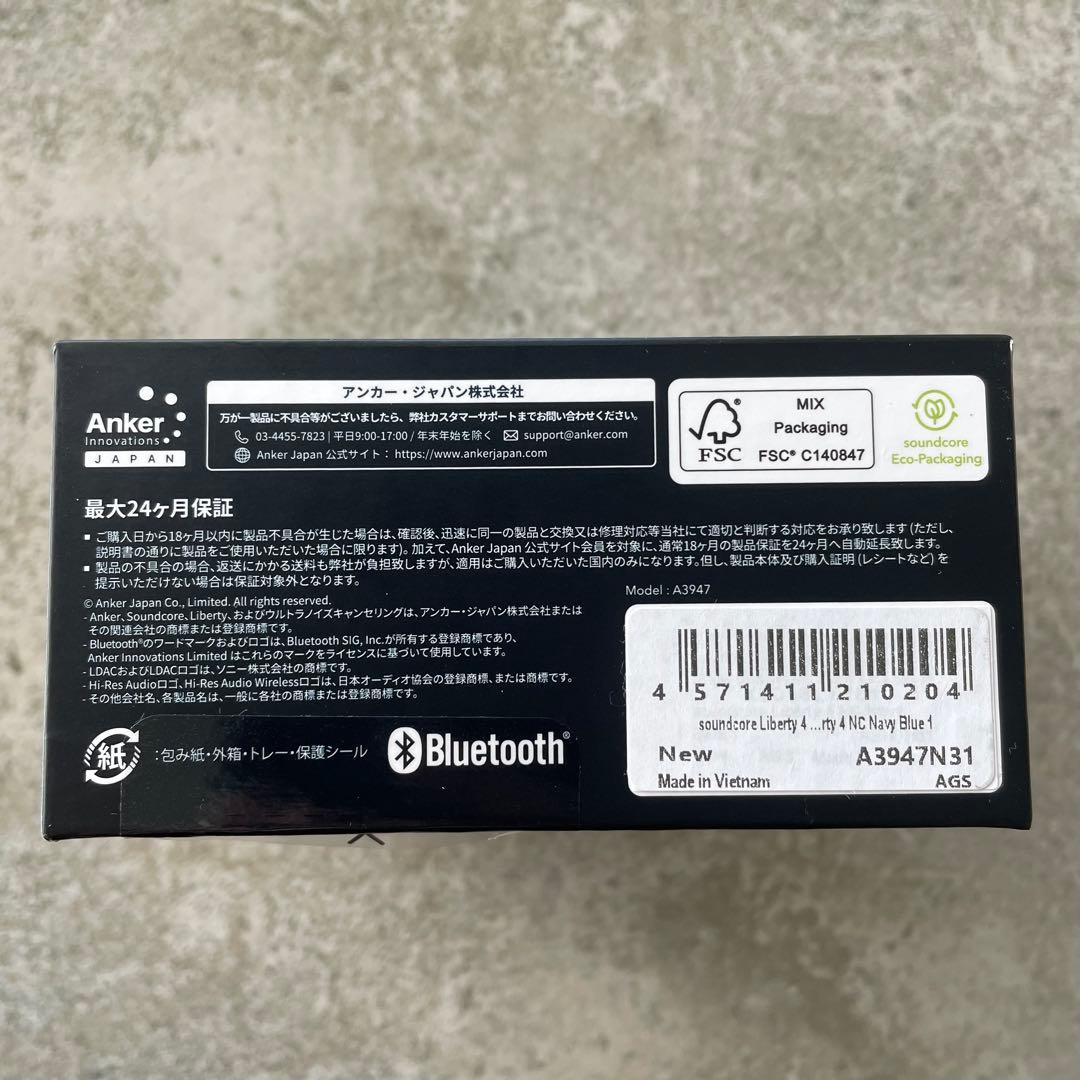 Anker
Innovations
JAPAN
アンカー・ジャパン株式会社
万が一製品に不具合等がございましたら、弊社カスタマーサポートまでお問い合わせください。
03-4455-7823 | 平日9:00-17:00 / 年末年始を除く support@anker.com
Anker Japan 公式サイト： https://www.ankerjapan.com
FSC
MIX
Packaging
FSC® C140847
soundcore
Eco-Packaging
最大24ヶ月保証
▪ ご購入日から18ヶ月以内に製品不具合が生じた場合は、確認後、迅速に同一の製品と交換又は修理対応等当社にて適切と判断する対応をお承り致します (ただし、
説明書の通りに製品をご使用いただいた場合に限ります)。加えて、Anker Japan 公式サイト会員を対象に、通常18ヶ月の製品保証を24ヶ月へ自動延長致します。
▪ 製品の不具合の場合、返送にかかる送料も弊社が負担致しますが、適用はご購入いただいた国内のみになります。但し、製品本体及び購入証明 (レシートなど) を
提示いただけない場合は保証対象外となります。
© Anker Japan Co., Limited. All rights reserved.
- Anker、Soundcore、Liberty、およびウルトラノイズキャンセリングは、アンカー・ジャパン株式会社または
その関連会社の商標または登録商標です。
- Bluetooth®のワードマークおよびロゴは、Bluetooth SIG, Inc.が所有する登録商標であり、
Anker Innovations Limited はこれらのマークをライセンスに基づいて使用しています。
- LDACおよびLDACロゴは、ソニー株式会社の商標です。
- Hi-Res Audioロゴ、Hi-Res Audio Wirelessロゴは、日本オーディオ協会の登録商標、または商標です。
- その他会社名、各製品名は、一般に各社の商標または登録商標です。
Model : A3947
4 571411 210204
soundcore Liberty 4 ...rty 4 NC Navy Blue 1
New A3947N31
Made in Vietnam AGS
紙 ：包み紙・外箱・トレー・保護シール
Bluetooth®